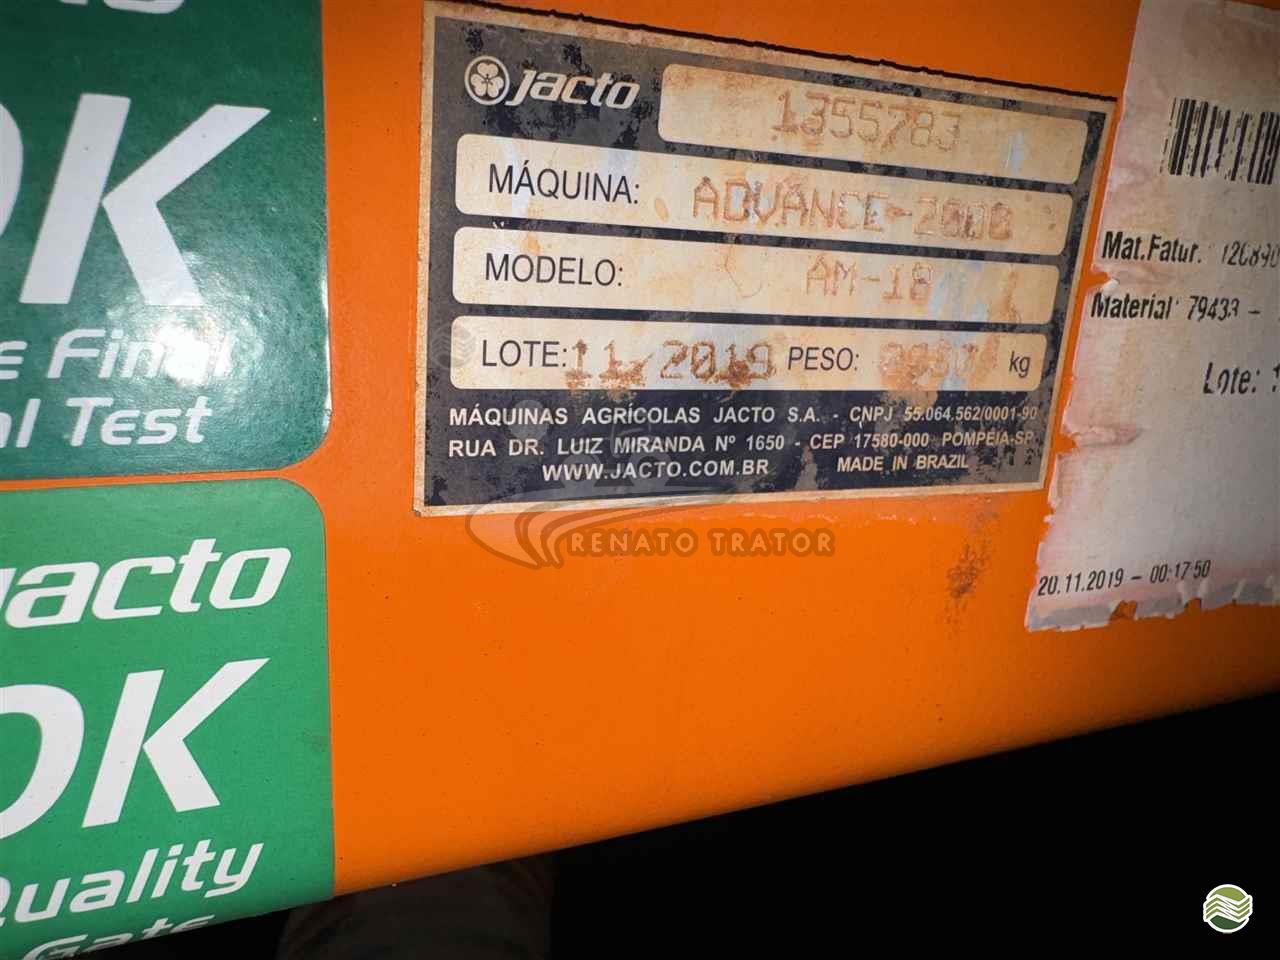 OK
Final
al Test
jacto
OK
Quality
Gate
jacto
1355783
MÁQUINA: ADVANCE-2000
MODELO: AM-18
LOTE: 11/2019 PESO: kg
MÁQUINAS AGRÍCOLAS JACTO S.A. - CNPJ 55.064.562/0001-90
RUA DR. LUIZ MIRANDA Nº 1650 - CEP 17580-000 POMPÉIA-SP
WWW.JACTO.COM.BR MADE IN BRAZIL
RENATO TRATOR
Mat.Fatur.
Material 79433 -
Lote:
20.11.2019 - 00:17:50